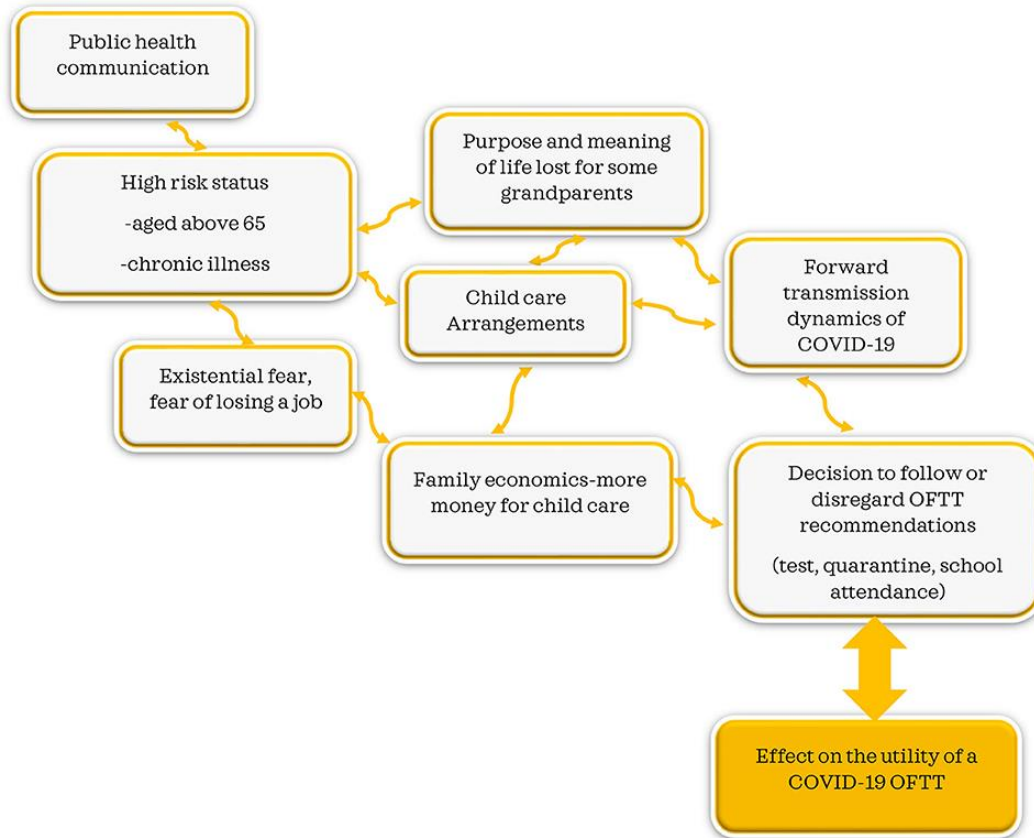 Public health
communication
High risk status
-aged above 65
-chronic illness
Purpose and meaning
of life lost for some
grandparents
Child care
Arrangements
Forward
transmission
dynamics of
COVID-19
Existential fear,
fear of losing a job
Family economics-more
money for child care
Decision to follow or
disregard OFTT
recommendations
(test, quarantine, school
attendance)
Effect on the utility of a
COVID-19 OFTT